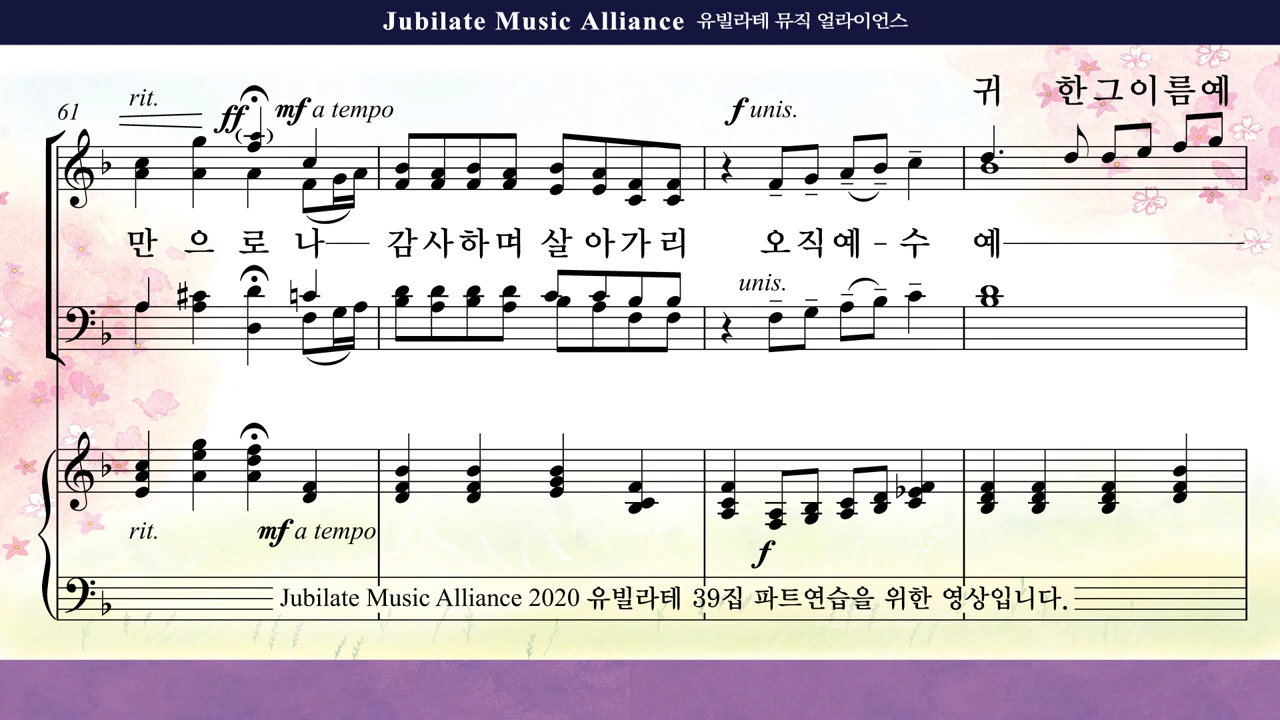 Jubilate Music Alliance 유빌라테 뮤직 얼라이언스
귀 한그이름예
61 rit. ff mf a tempo f unis.
만 으 로 나 감사하며 살 아가 리 오직예-수 예
unis.
rit. mf a tempo
f
Jubilate Music Alliance 2020 유빌라테 39집 파트연습을 위한 영상입니다.